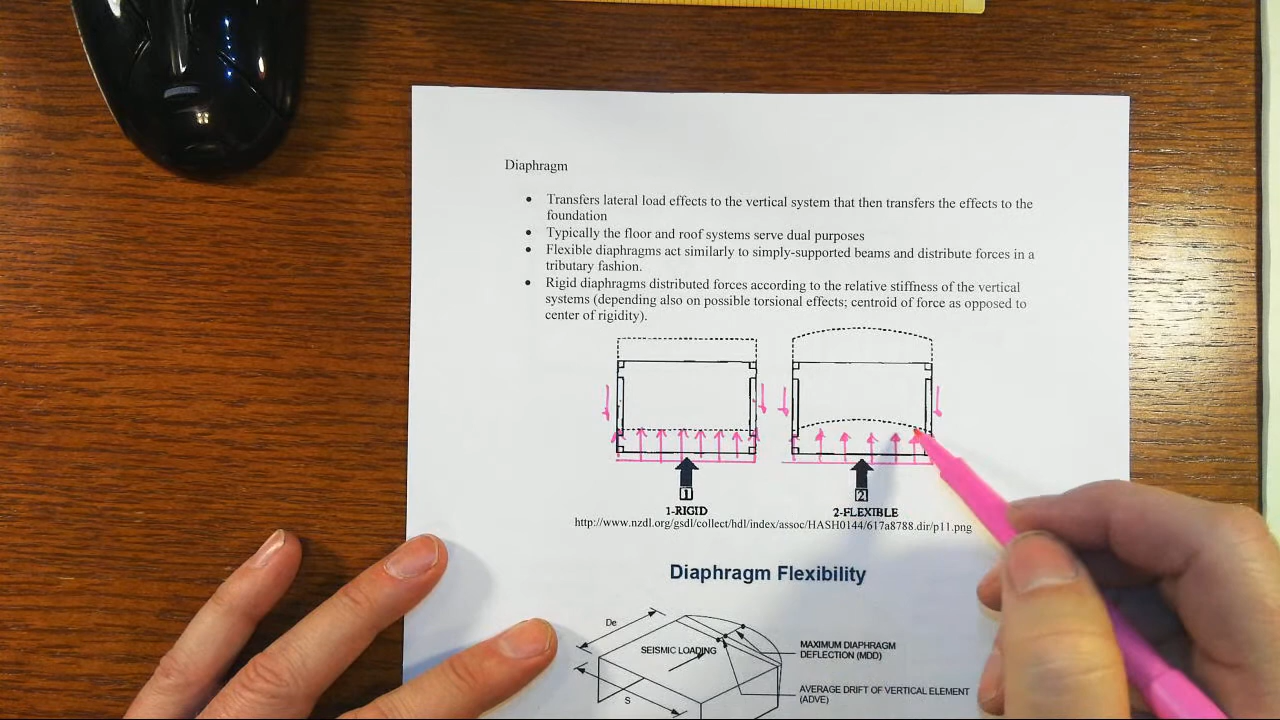 Diaphragm
• Transfers lateral load effects to the vertical system that then transfers the effects to the
foundation
• Typically the floor and roof systems serve dual purposes
• Flexible diaphragms act similarly to simply-supported beams and distribute forces in a
tributary fashion.
• Rigid diaphragms distributed forces according to the relative stiffness of the vertical
systems (depending also on possible torsional effects; centroid of force as opposed to
center of rigidity).
1
2
1-RIGID
2-FLEXIBLE
http://www.nzdl.org/gsdl/collect/hdl/index/assoc/HASH0144/617a8788.dir/p11.png
Diaphragm Flexibility
De
SEISMIC LOADING
MAXIMUM DIAPHRAGM
DEFLECTION (MDD)
AVERAGE DRIFT OF VERTICAL ELEMENT
(ADVE)
S